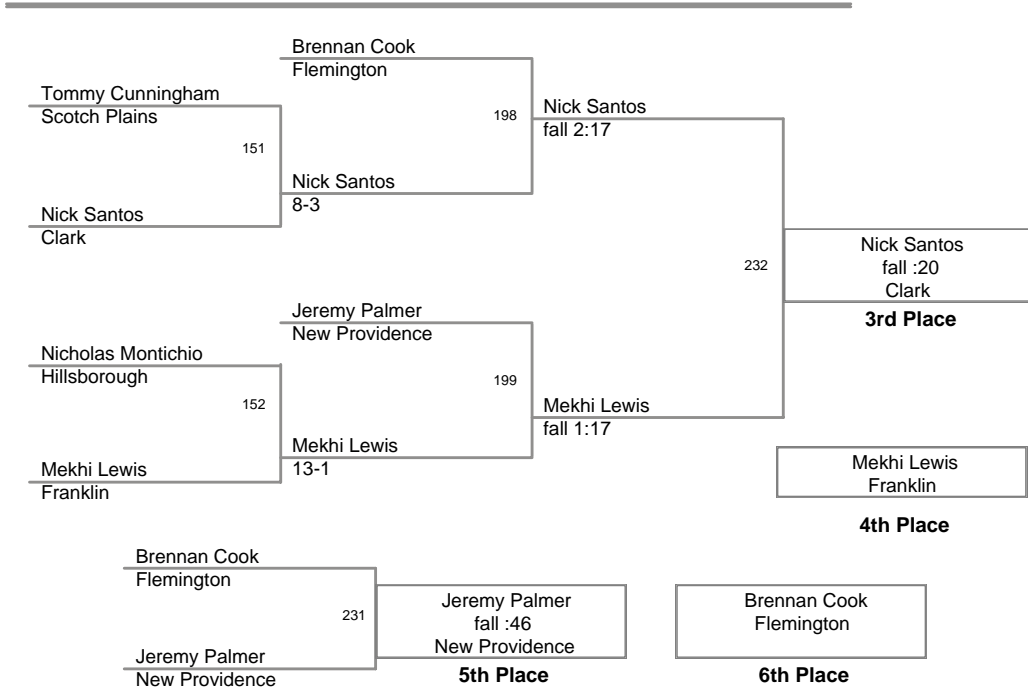 Brennan Cook
Flemington
Tommy Cunningham
Scotch Plains
198
Nick Santos
fall 2:17
151
Nick Santos
8-3
Nick Santos
Clark
232
Nick Santos
fall :20
Clark
3rd Place
Jeremy Palmer
New Providence
Nicholas Montichio
Hillsborough
199
152
Mekhi Lewis
fall 1:17
Mekhi Lewis
13-1
Mekhi Lewis
Franklin
Mekhi Lewis
Franklin
4th Place
Brennan Cook
Flemington
231
Jeremy Palmer
fall :46
New Providence
5th Place
Brennan Cook
Flemington
6th Place
Jeremy Palmer
New Providence